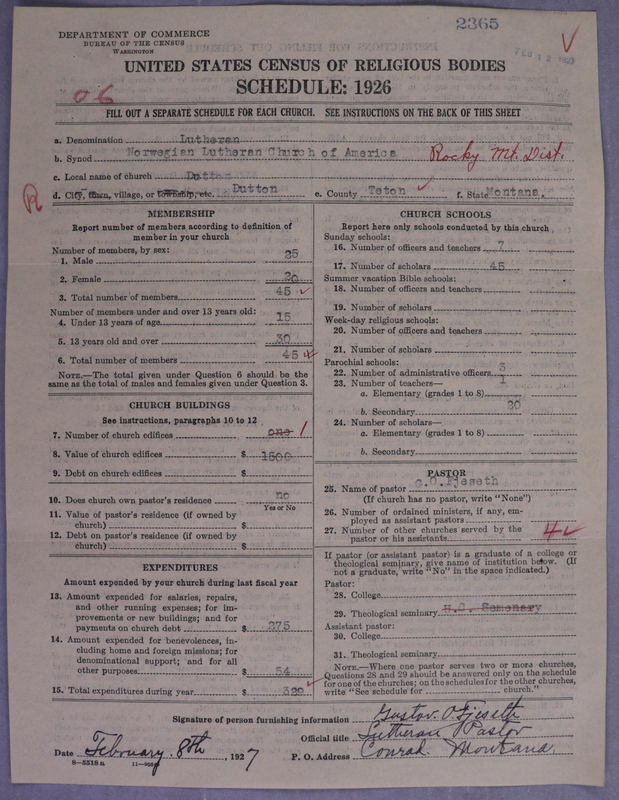 2365
DEPARTMENT OF COMMERCE
BUREAU OF THE CENSUS
WASHINGTON
FEB 12
UNITED STATES CENSUS OF RELIGIOUS BODIES
SCHEDULE: 1926
06
FILL OUT A SEPARATE SCHEDULE FOR EACH CHURCH. SEE INSTRUCTIONS ON THE BACK OF THIS SHEET
a. Denomination Lutheran
b. Synod Norwegian Lutheran Church of America Rocky Mt. Dist.
c. Local name of church Dutton
R
d. City, town, village, or township, etc. Dutton e. County Teton f. State Montana.
MEMBERSHIP
Report number of members according to definition of
member in your church
Number of members, by sex:
1. Male 25
2. Female 20
3. Total number of members 45
Number of members under and over 13 years old:
4. Under 13 years of age 15
5. 13 years old and over 30
6. Total number of members 45
NOTE.—The total given under Question 6 should be the
same as the total of males and females given under Question 3.
CHURCH BUILDINGS
See instructions, paragraphs 10 to 12
7. Number of church edifices one 1
8. Value of church edifices $ 1500
9. Debt on church edifices $
10. Does church own pastor's residence no
Yes or No
11. Value of pastor's residence (if owned by
church) $
12. Debt on pastor's residence (if owned by
church) $
EXPENDITURES
Amount expended by your church during last fiscal year
13. Amount expended for salaries, repairs,
and other running expenses; for im-
provements or new buildings; and for
payments on church debt $ 275
14. Amount expended for benevolences, in-
cluding home and foreign missions; for
denominational support; and for all
other purposes $ 54
15. Total expenditures during year $
CHURCH SCHOOLS
Report here only schools conducted by this church
Sunday schools:
16. Number of officers and teachers 7
17. Number of scholars 45
Summer vacation Bible schools:
18. Number of officers and teachers
19. Number of scholars
Week-day religious schools:
20. Number of officers and teachers
21. Number of scholars
Parochial schools:
22. Number of administrative officers 3
23. Number of teachers— 1
a. Elementary (grades 1 to 8)
b. Secondary 20
24. Number of scholars—
a. Elementary (grades 1 to 8)
b. Secondary
PASTOR
25. Name of pastor G.O.Fjeseth
(If church has no pastor, write "None")
26. Number of ordained ministers, if any, em-
ployed as assistant pastors
27. Number of other churches served by the
pastor or his assistants 4
If pastor (or assistant pastor) is a graduate of a college or
theological seminary, give name of institution below. (If
not a graduate, write "No" in the space indicated.)
Pastor:
28. College
29. Theological seminary H.S. Semenary
Assistant pastor:
30. College
31. Theological seminary
NOTE.—Where one pastor serves two or more churches,
Questions 28 and 29 should be answered only on the schedule
for one of the churches; on the schedules for the other churches,
write "See schedule for church."
Signature of person furnishing information Gustav. O. Fjeseth
Official title Lutheran Pastor
Date February. 8th, 1927 P. O. Address Conrad. Montana.
8—5518 a